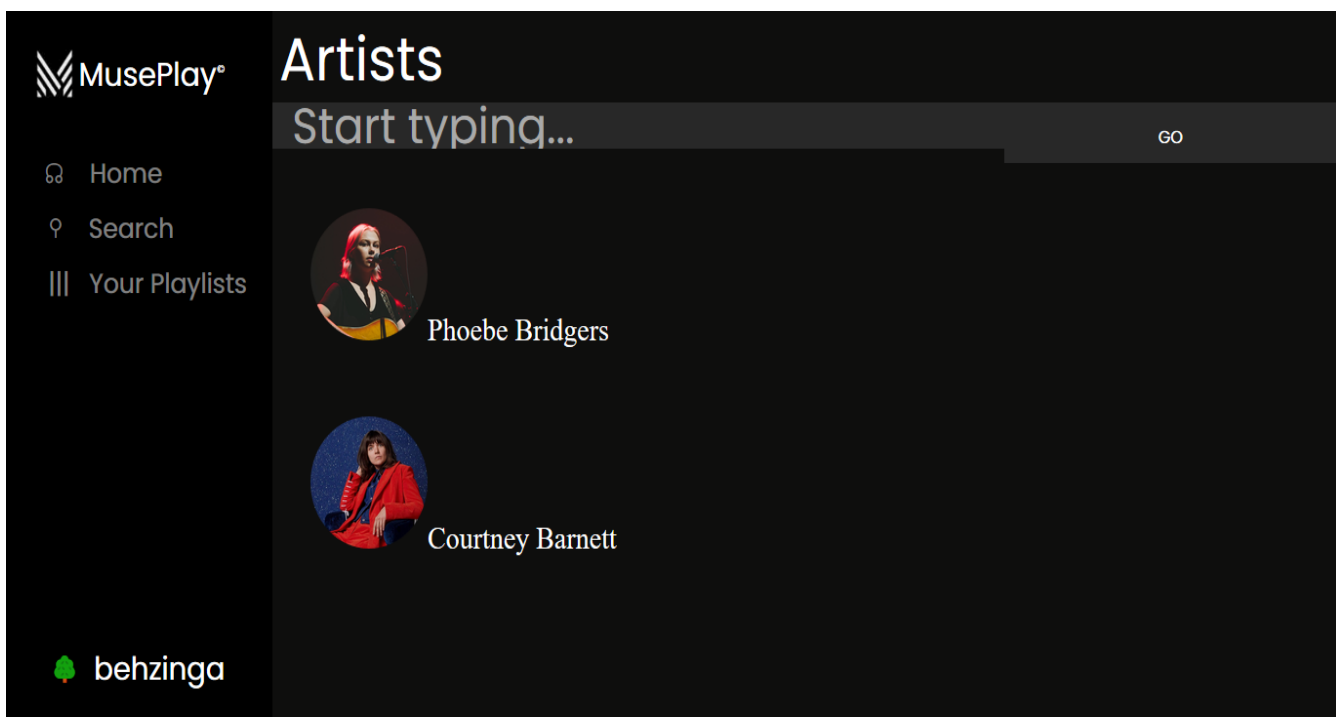 MusePlay©
Home
Search
Your Playlists
behzinga
Artists
Start typing...
GO
Phoebe Bridgers
Courtney Barnett